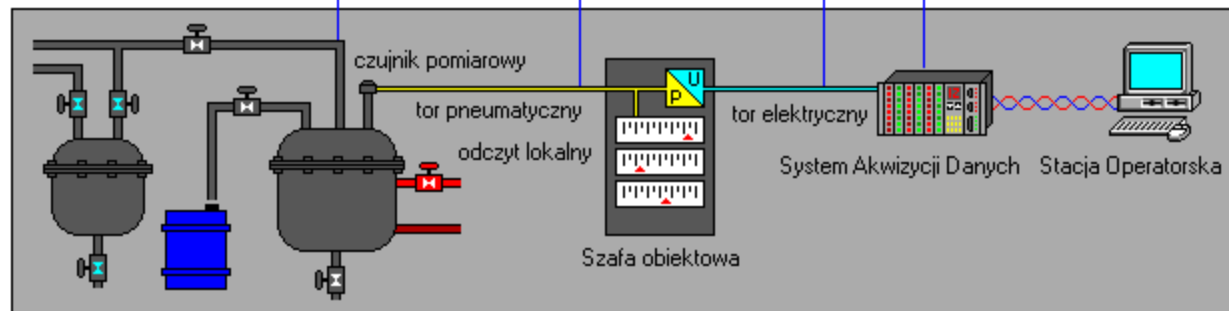 czujnik pomiarowy
tor pneumatyczny
odczyt lokalny
U
P
tor elektryczny
System Akwizycji Danych
Stacja Operatorska
Szafa obiektowa